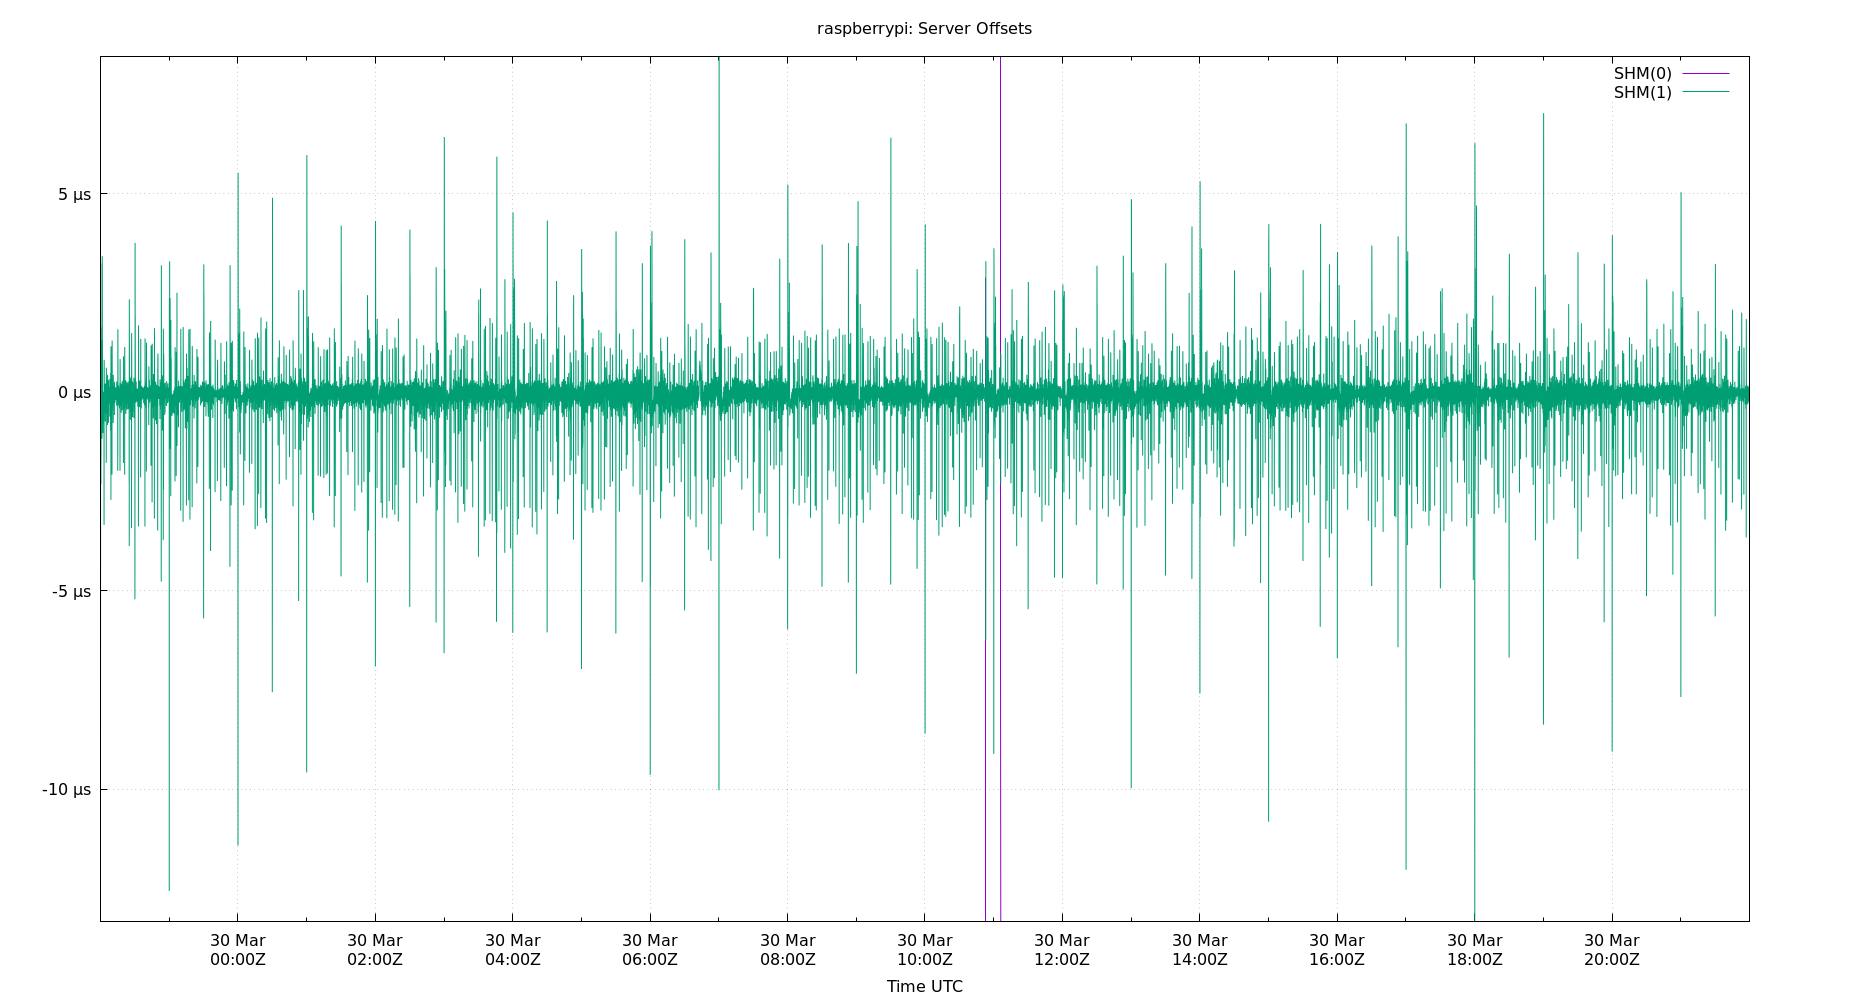 raspberrypi: Server Offsets
SHM(0)
SHM(1)
5 µs
0 µs
-5 µs
-10 µs
30 Mar 30 Mar 30 Mar 30 Mar 30 Mar 30 Mar 30 Mar 30 Mar 30 Mar 30 Mar 30 Mar
00:00Z 02:00Z 04:00Z 06:00Z 08:00Z 10:00Z 12:00Z 14:00Z 16:00Z 18:00Z 20:00Z
Time UTC